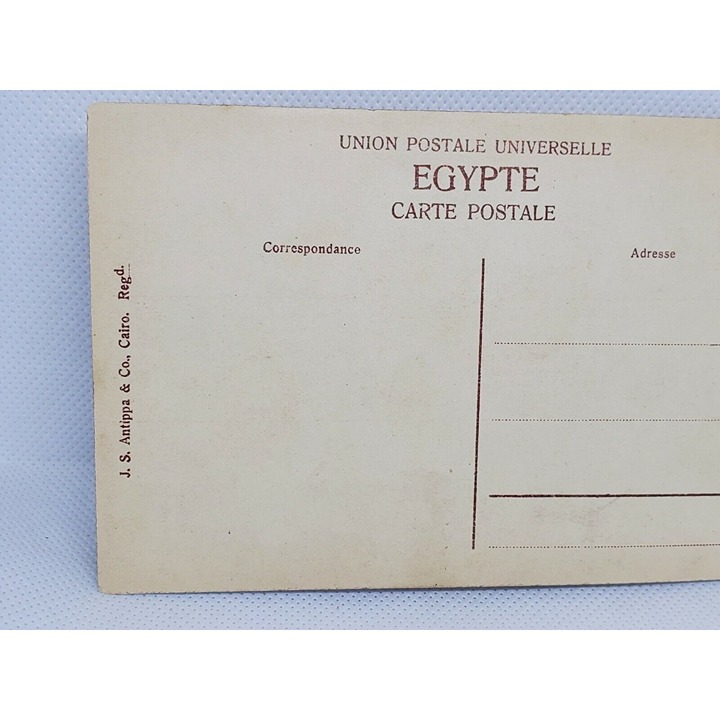 UNION POSTALE UNIVERSELLE
EGYPTE
CARTE POSTALE
Correspondance
Adresse
J. S. Antippa & Co., Cairo. Regd.